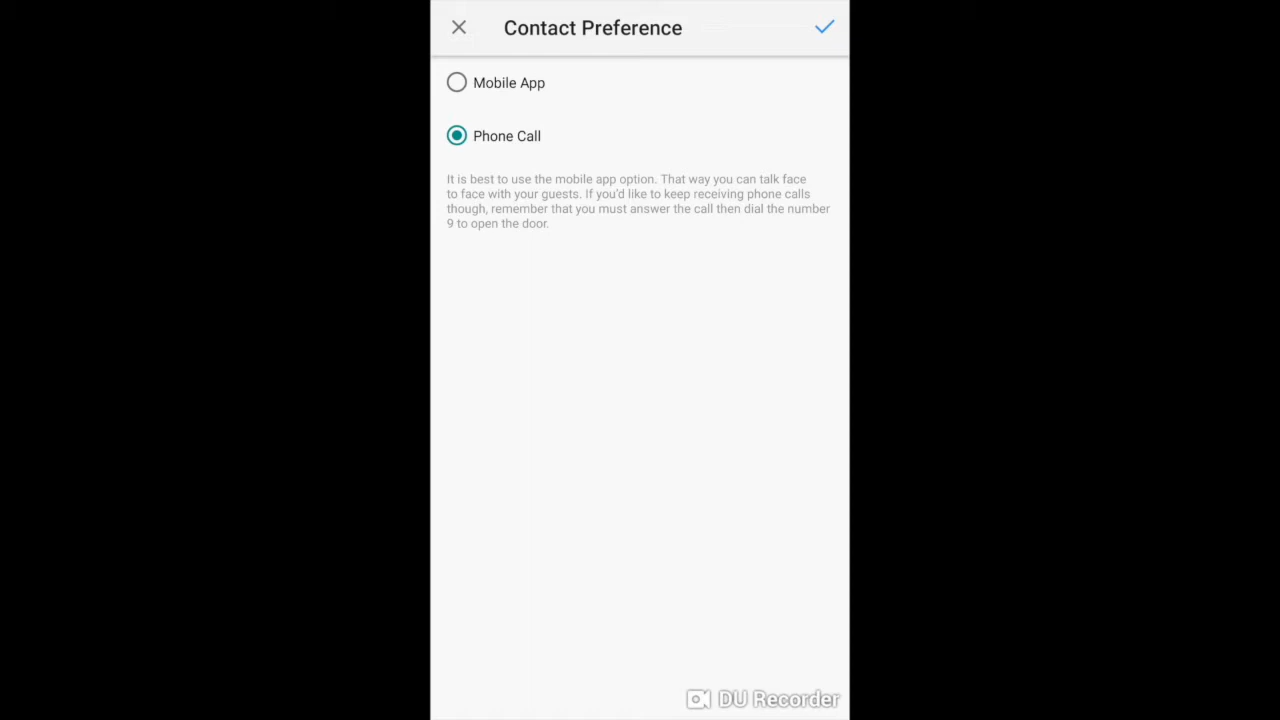 Contact Preference
Mobile App
Phone Call
It is best to use the mobile app option. That way you can talk face
to face with your guests. If you'd like to keep receiving phone calls
though, remember that you must answer the call then dial the number
9 to open the door.
DU Recorder